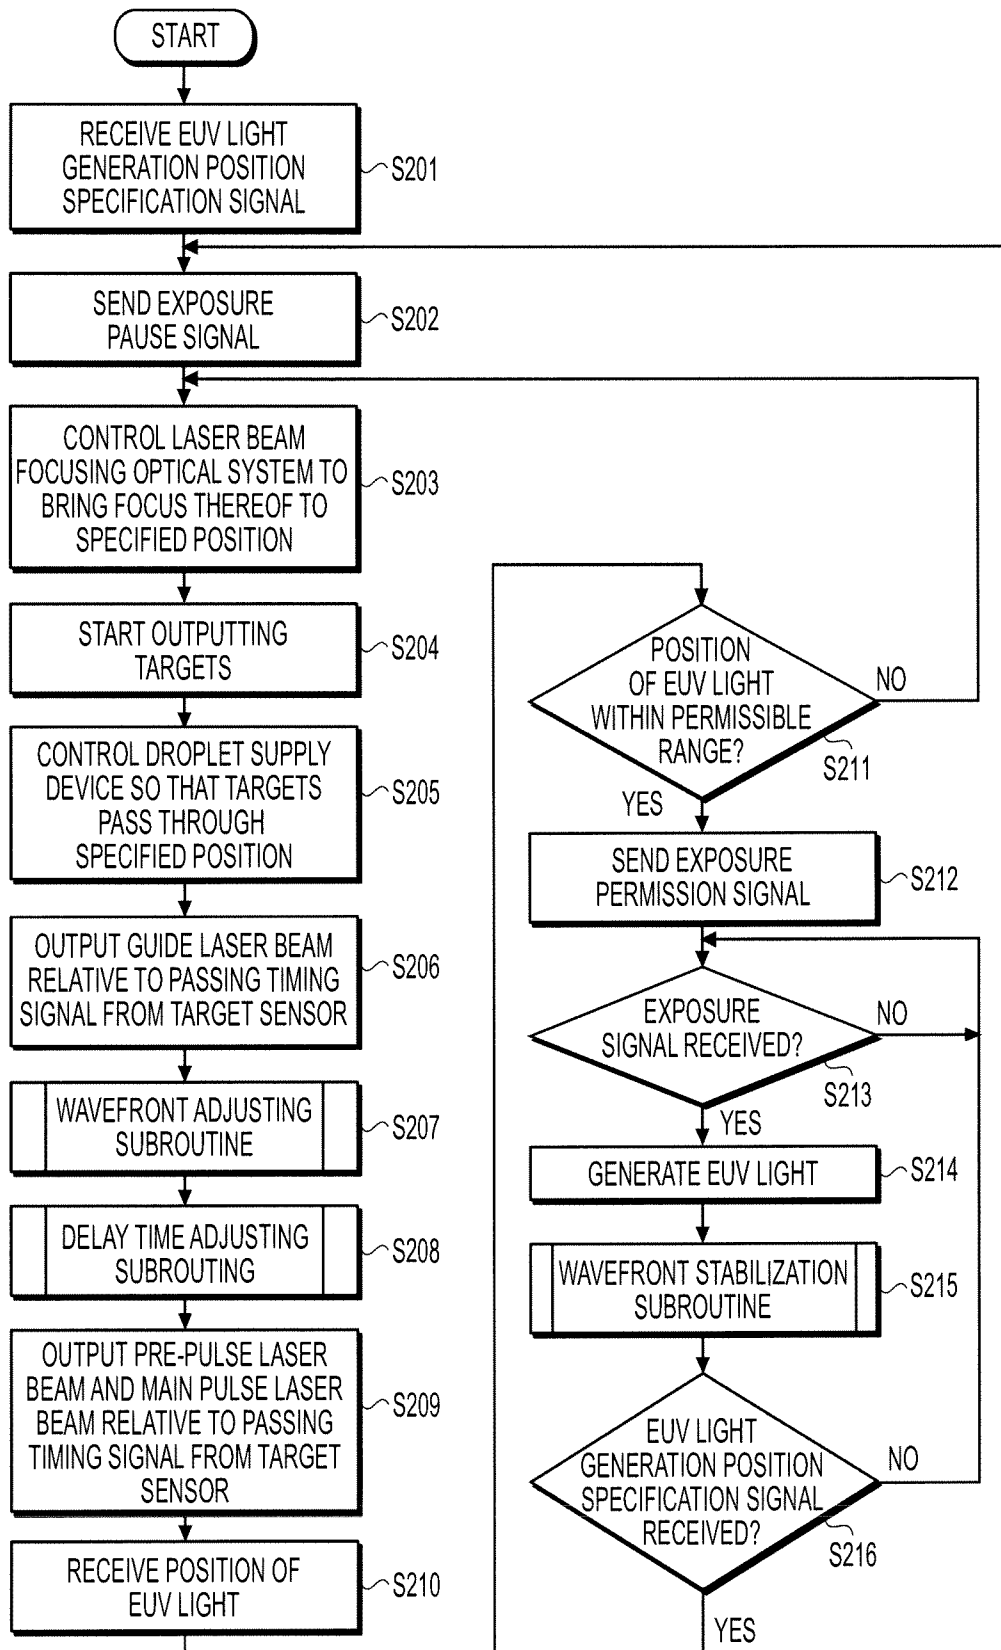 START
RECEIVE EUV LIGHT
GENERATION POSITION
SPECIFICATION SIGNAL
S201
SEND EXPOSURE
PAUSE SIGNAL
S202
CONTROL LASER BEAM
FOCUSING OPTICAL SYSTEM TO
BRING FOCUS THEREOF TO
SPECIFIED POSITION
S203
START OUTPUTTING
TARGETS
S204
CONTROL DROPLET SUPPLY
DEVICE SO THAT TARGETS
PASS THROUGH
SPECIFIED POSITION
S205
OUTPUT GUIDE LASER BEAM
RELATIVE TO PASSING TIMING
SIGNAL FROM TARGET SENSOR
S206
WAVEFRONT ADJUSTING
SUBROUTINE
S207
DELAY TIME ADJUSTING
SUBROUTING
S208
OUTPUT PRE-PULSE LASER
BEAM AND MAIN PULSE LASER
BEAM RELATIVE TO PASSING
TIMING SIGNAL FROM TARGET
SENSOR
S209
RECEIVE POSITION OF
EUV LIGHT
S210
POSITION
OF EUV LIGHT
WITHIN PERMISSIBLE
RANGE?
NO
S211
YES
SEND EXPOSURE
PERMISSION SIGNAL
S212
EXPOSURE
SIGNAL RECEIVED?
NO
S213
YES
GENERATE EUV LIGHT
S214
WAVEFRONT STABILIZATION
SUBROUTINE
S215
EUV LIGHT
GENERATION POSITION
SPECIFICATION SIGNAL
RECEIVED?
NO
S216
YES